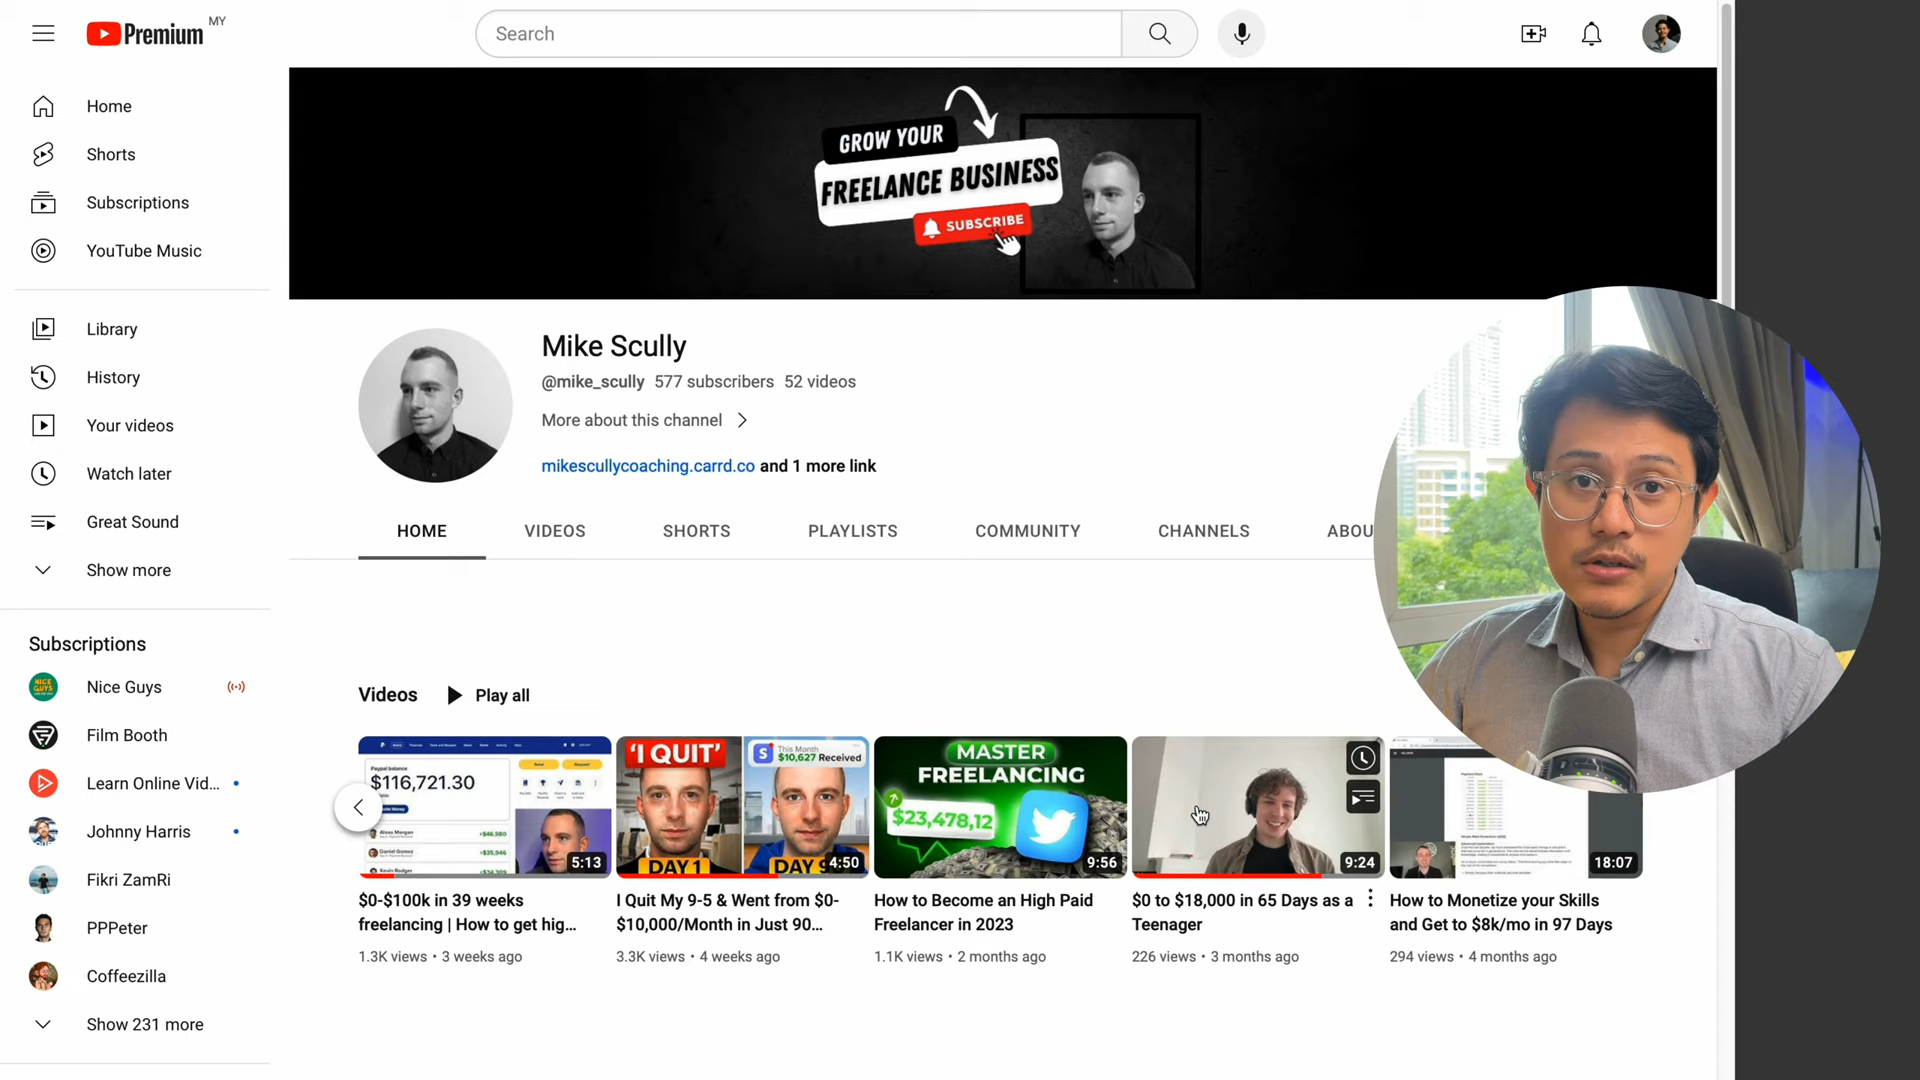 Premium MY
Search
Home
Shorts
Subscriptions
YouTube Music
Library
History
Your videos
Watch later
Great Sound
Show more
Subscriptions
Nice Guys
Film Booth
Learn Online Vid...
Johnny Harris
Fikri ZamRi
PPPeter
Coffeezilla
Show 231 more
GROW YOUR
FREELANCE BUSINESS
SUBSCRIBE
Mike Scully
@mike_scully 577 subscribers 52 videos
More about this channel
mikescullycoaching.carrd.co and 1 more link
HOME VIDEOS SHORTS PLAYLISTS COMMUNITY CHANNELS ABOU
Videos Play all
$116,721.30
5:13
$0-$100k in 39 weeks
freelancing | How to get hig...
1.3K views • 3 weeks ago
'I QUIT'
This Month
$10,627 Received
DAY 1
DAY 9
4:50
I Quit My 9-5 & Went from $0-
$10,000/Month in Just 90...
3.3K views • 4 weeks ago
MASTER
FREELANCING
$23,478,12
9:56
How to Become an High Paid
Freelancer in 2023
1.1K views • 2 months ago
9:24
$0 to $18,000 in 65 Days as a
Teenager
226 views • 3 months ago
18:07
How to Monetize your Skills
and Get to $8k/mo in 97 Days
294 views • 4 months ago